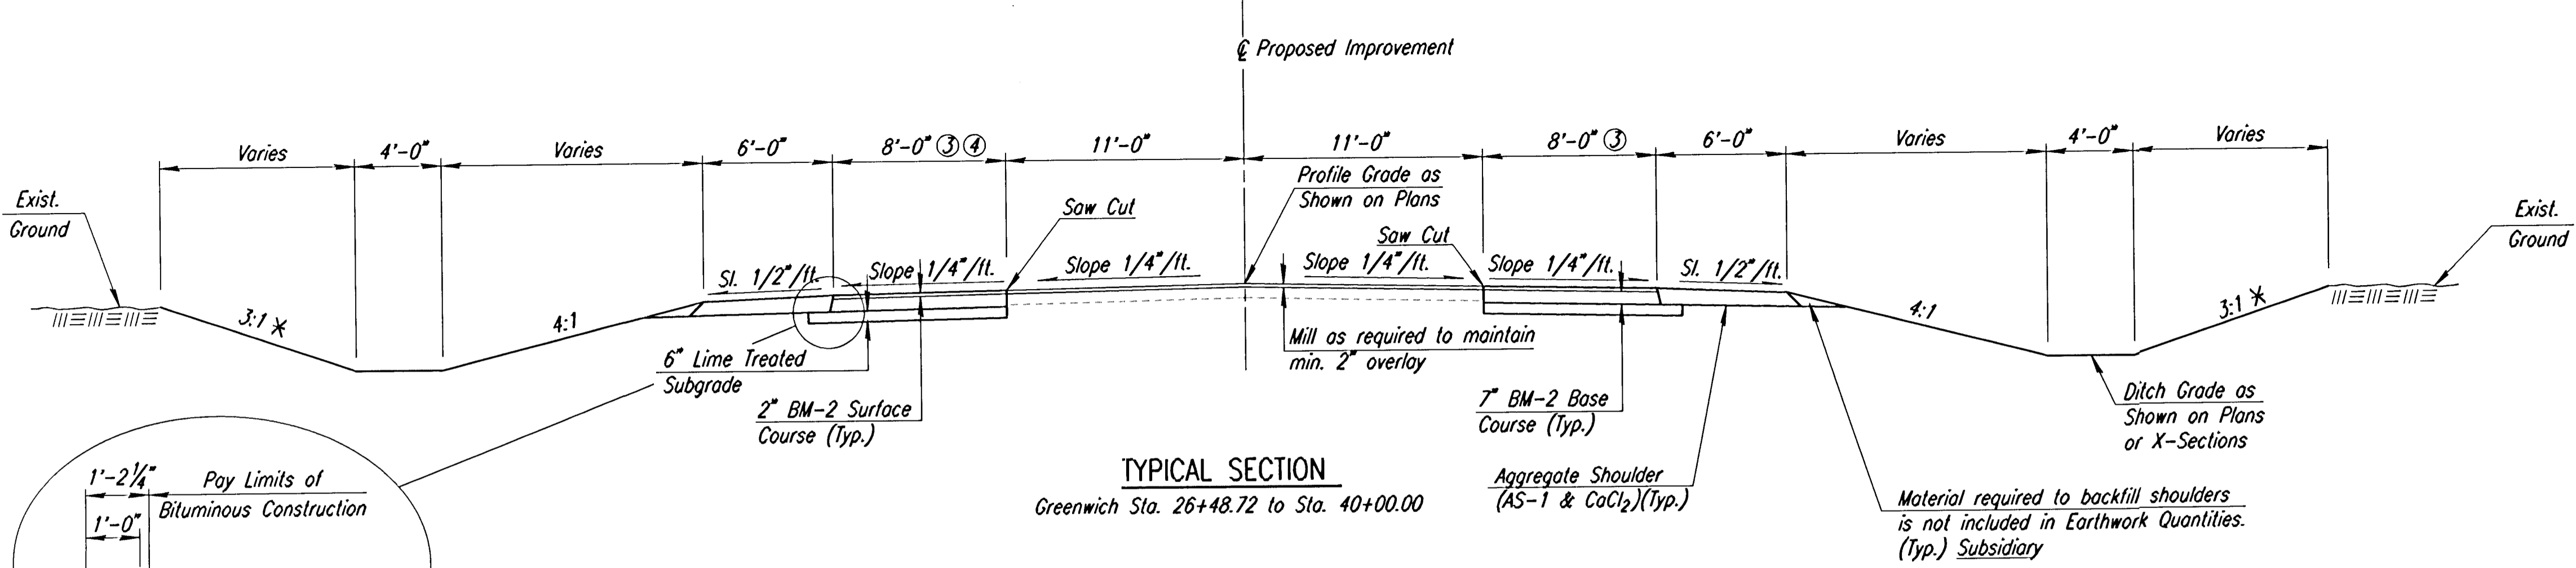 ℄ Proposed Improvement
Varies
4'-0"
Varies
6'-0"
8'-0" ③ ④
11'-0"
11'-0"
8'-0" ③
6'-0"
Varies
4'-0"
Varies
Exist.
Ground
Saw Cut
Profile Grade as
Shown on Plans
Saw Cut
Exist.
Ground
Sl. 1/2"/ft.
Slope 1/4"/ft.
Slope 1/4"/ft.
Slope 1/4"/ft.
Slope 1/4"/ft.
Sl. 1/2"/ft.
3:1 *
4:1
4:1
3:1 *
6" Lime Treated
Subgrade
2" BM-2 Surface
Course (Typ.)
Mill as required to maintain
min. 2" overlay
7" BM-2 Base
Course (Typ.)
Ditch Grade as
Shown on Plans
or X-Sections
TYPICAL SECTION
Greenwich Sta. 26+48.72 to Sta. 40+00.00
Aggregate Shoulder
(AS-1 & CaCl₂)(Typ.)
Material required to backfill shoulders
is not included in Earthwork Quantities.
(Typ.) Subsidiary
1'-2¼"
Pay Limits of
Bituminous Construction
1'-0"